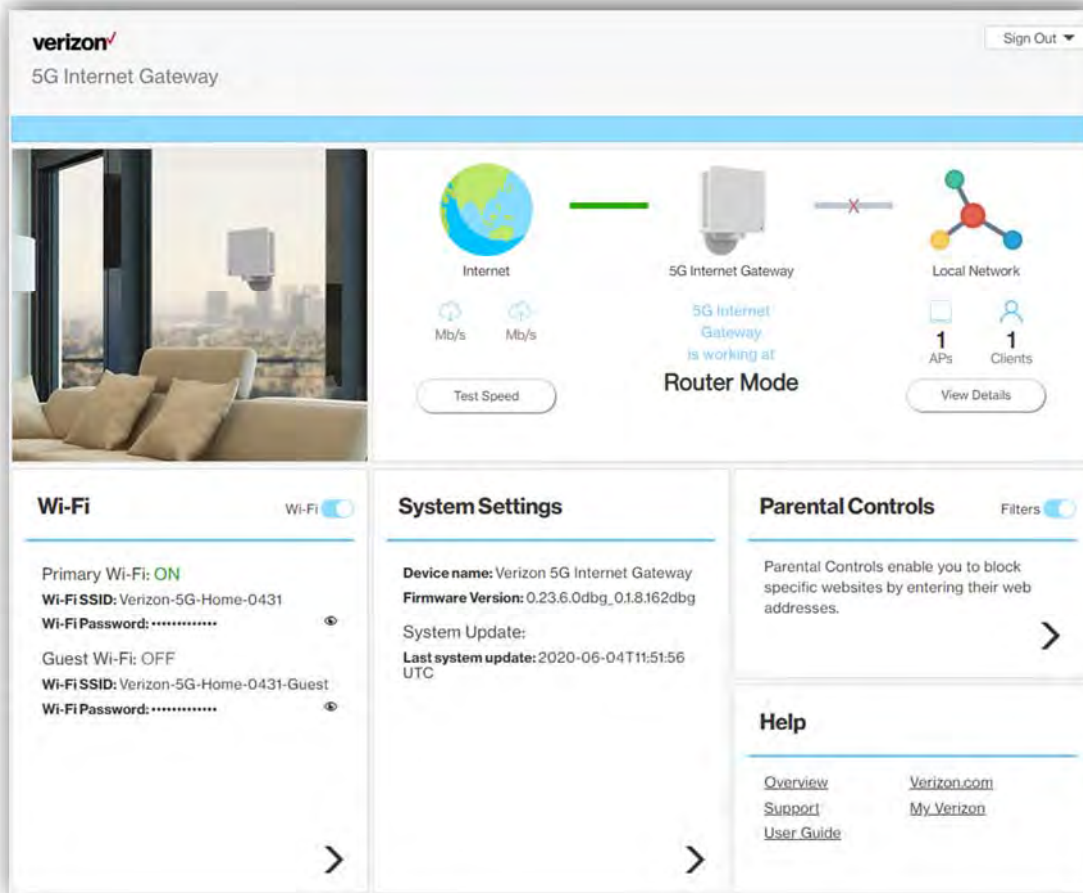 verizon✓
Sign Out
5G Internet Gateway
Internet
5G Internet Gateway
Local Network
Mb/s
Mb/s
5G Internet
Gateway
is working at
Router Mode
1
APs
1
Clients
Test Speed
View Details
Wi-Fi
Wi-Fi
Primary Wi-Fi: ON
Wi-Fi SSID: Verizon-5G-Home-0431
Wi-Fi Password: •••••••••••••
Guest Wi-Fi: OFF
Wi-Fi SSID: Verizon-5G-Home-0431-Guest
Wi-Fi Password: •••••••••••••
System Settings
Device name: Verizon 5G Internet Gateway
Firmware Version: 0.23.6.0dbg_0.1.8.162dbg
System Update:
Last system update: 2020-06-04T11:51:56
UTC
Parental Controls
Filters
Parental Controls enable you to block
specific websites by entering their web
addresses.
Help
Overview
Verizon.com
Support
My Verizon
User Guide